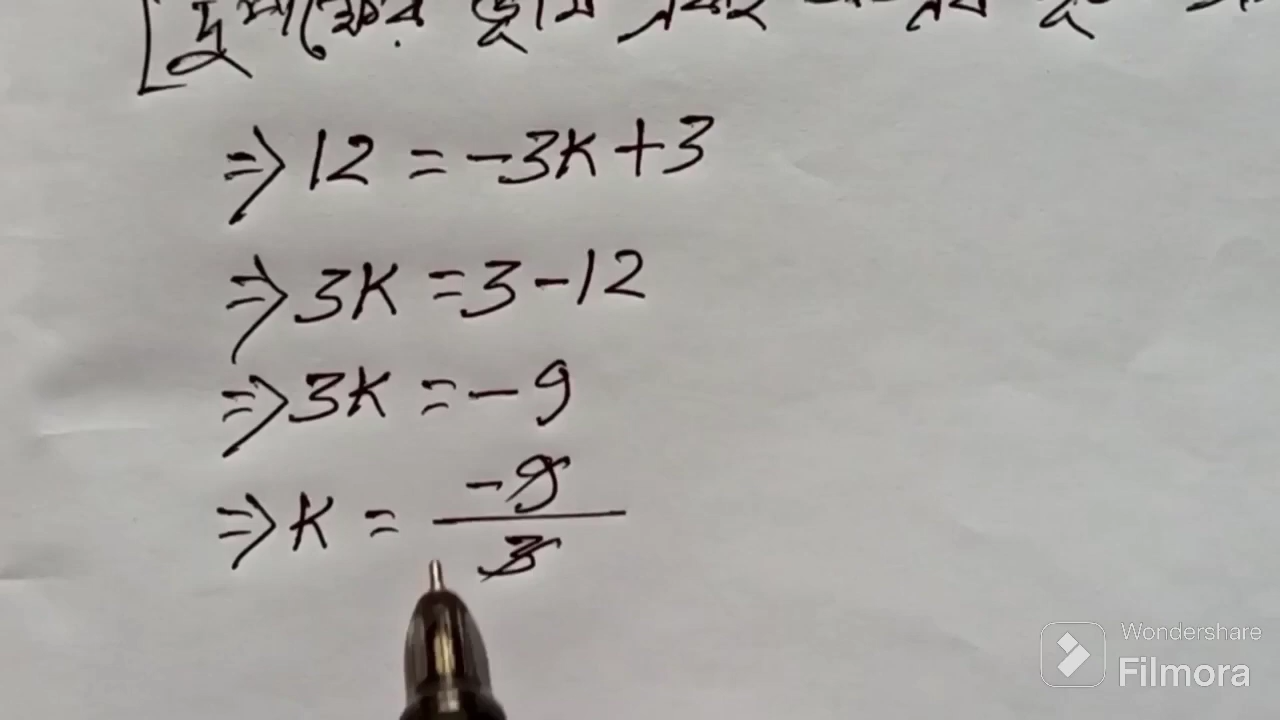 ⇒ 12 = -3K + 3
⇒ 3K = 3 - 12
⇒ 3K = -9
⇒ K = -9/3
Wondershare
Filmora